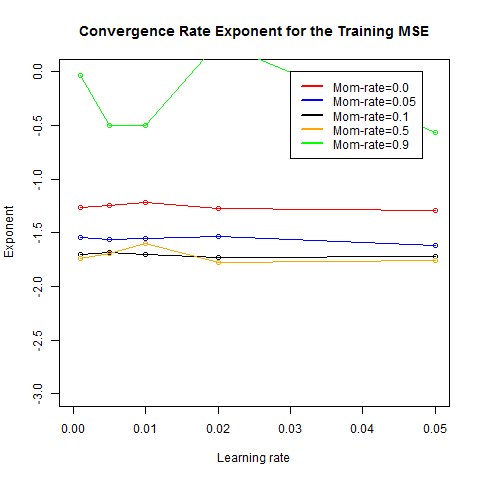 Convergence Rate Exponent for the Training MSE
Exponent
0.0
-0.5
-1.0
-1.5
-2.0
-2.5
-3.0
Mom-rate=0.0
Mom-rate=0.05
Mom-rate=0.1
Mom-rate=0.5
Mom-rate=0.9
0.00 0.01 0.02 0.03 0.04 0.05
Learning rate